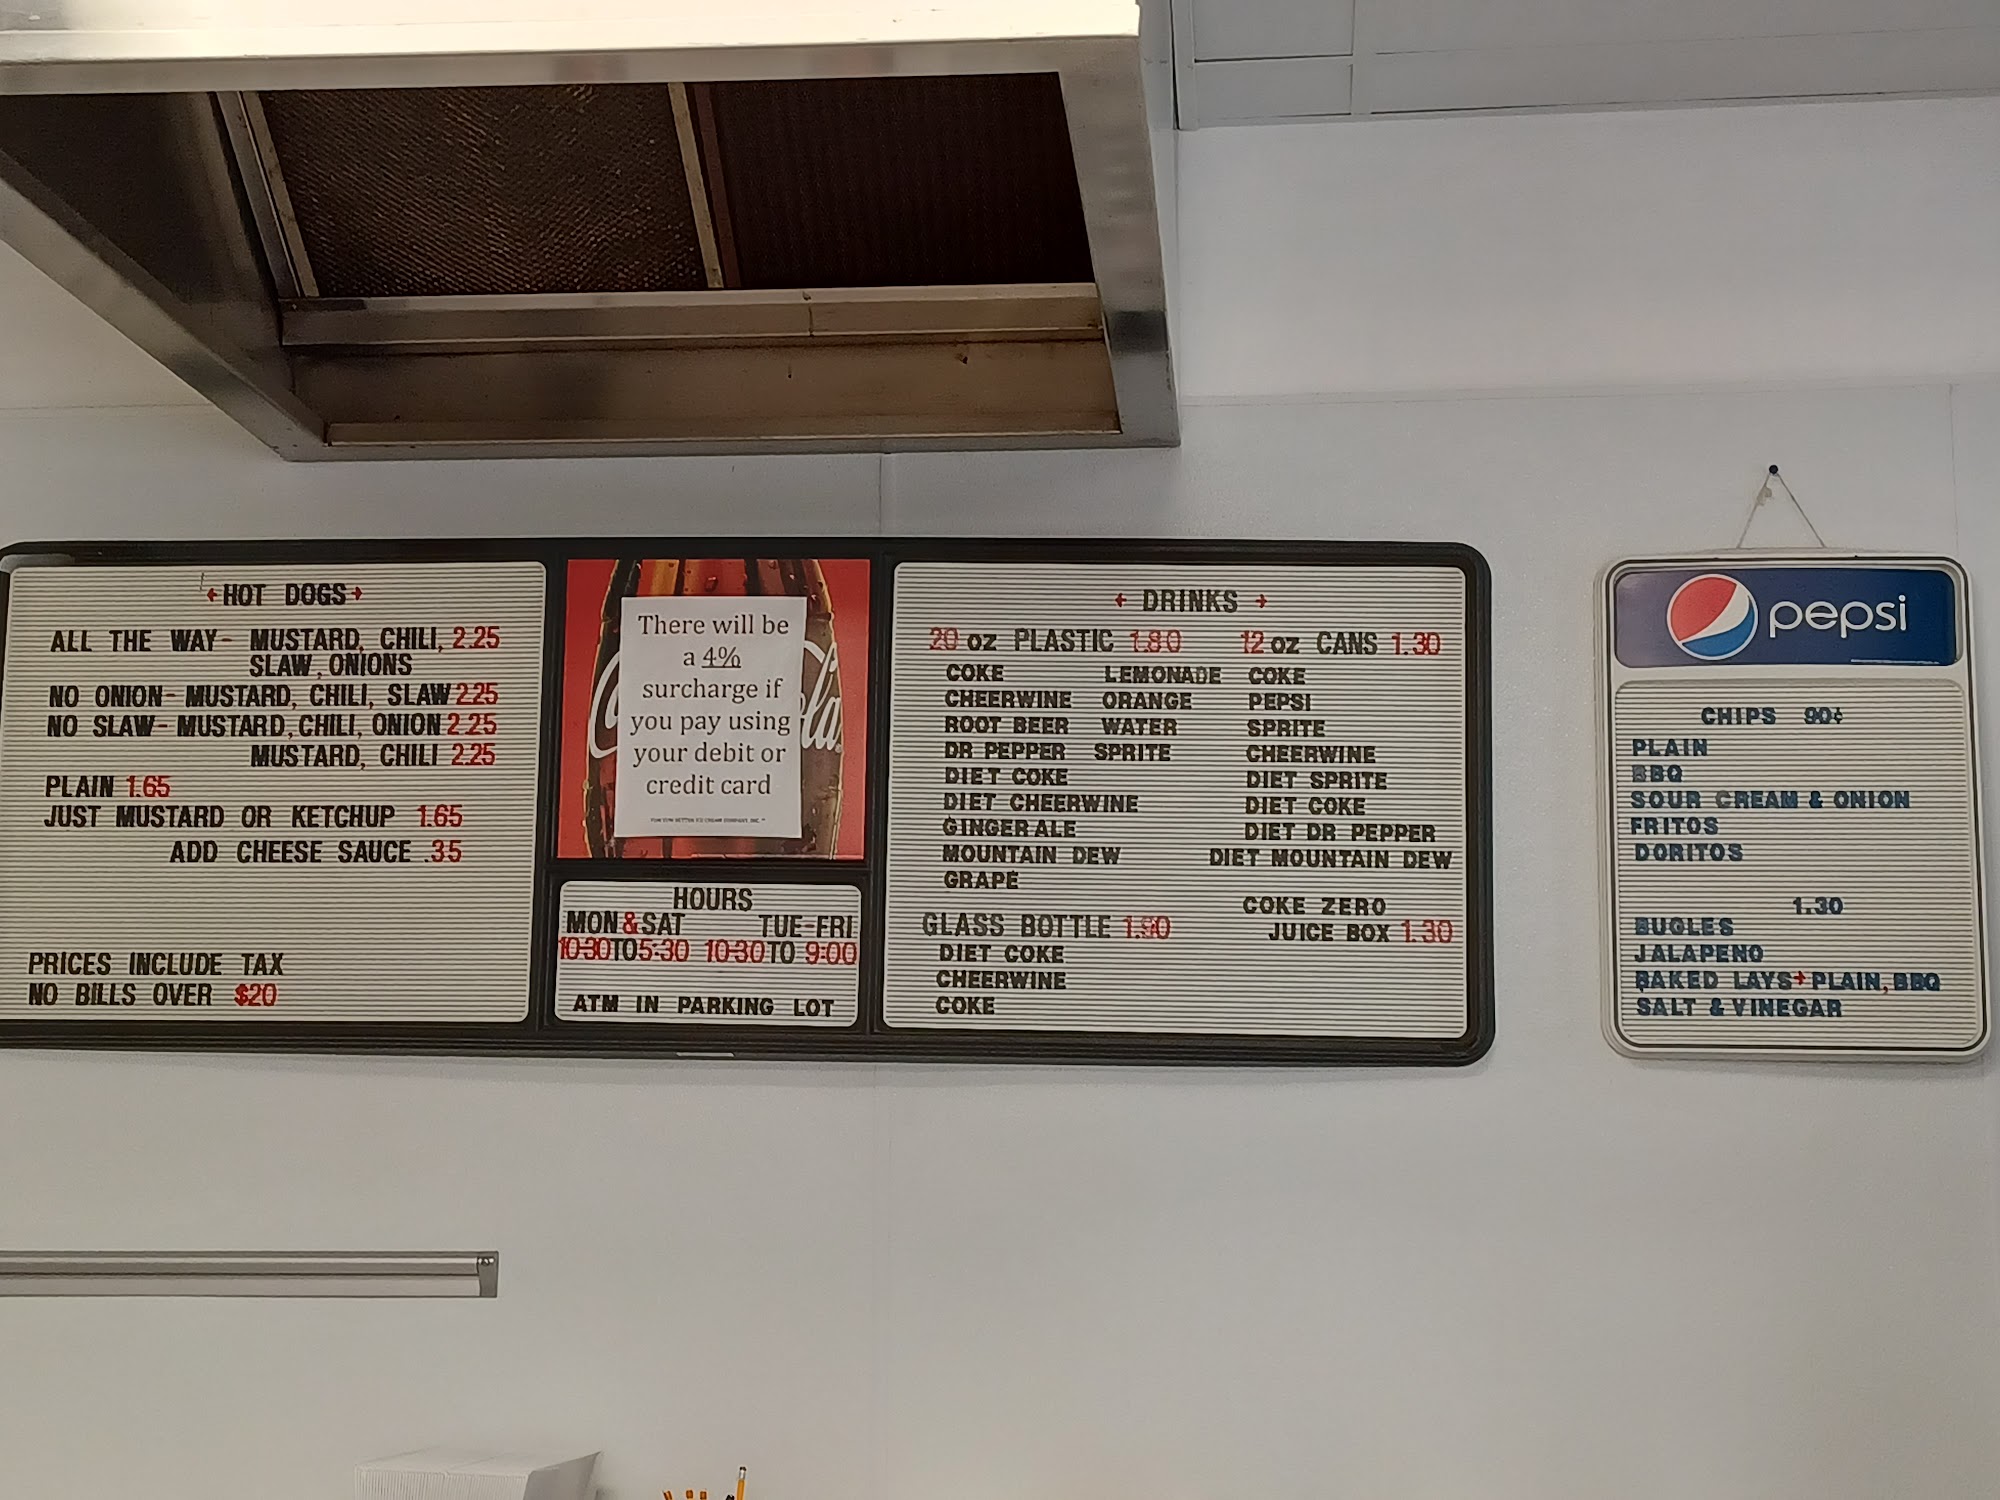 HOT DOGS
ALL THE WAY- MUSTARD, CHILI, 2.25
SLAW, ONIONS
NO ONION- MUSTARD, CHILI, SLAW 2.25
NO SLAW- MUSTARD, CHILI, ONION 2.25
MUSTARD, CHILI 2.25
PLAIN 1.65
JUST MUSTARD OR KETCHUP 1.65
ADD CHEESE SAUCE .35
PRICES INCLUDE TAX
NO BILLS OVER $20
There will be
a 4%
surcharge if
you pay using
your debit or
credit card
HOURS
MON&SAT TUE-FRI
10:30TO5:30 10:30TO 9:00
ATM IN PARKING LOT
DRINKS
20 oz PLASTIC 1.80 12 oz CANS 1.30
COKE LEMONADE COKE
CHEERWINE ORANGE PEPSI
ROOT BEER WATER SPRITE
DR PEPPER SPRITE CHEERWINE
DIET COKE DIET SPRITE
DIET CHEERWINE DIET COKE
GINGER ALE DIET DR PEPPER
MOUNTAIN DEW DIET MOUNTAIN DEW
GRAPE
COKE ZERO
GLASS BOTTLE 1.90 JUICE BOX 1.30
DIET COKE
CHEERWINE
COKE
pepsi
CHIPS 90¢
PLAIN
BBQ
SOUR CREAM & ONION
FRITOS
DORITOS
1.30
BUGLES
JALAPENO
BAKED LAYS+PLAIN, BBQ
SALT & VINEGAR